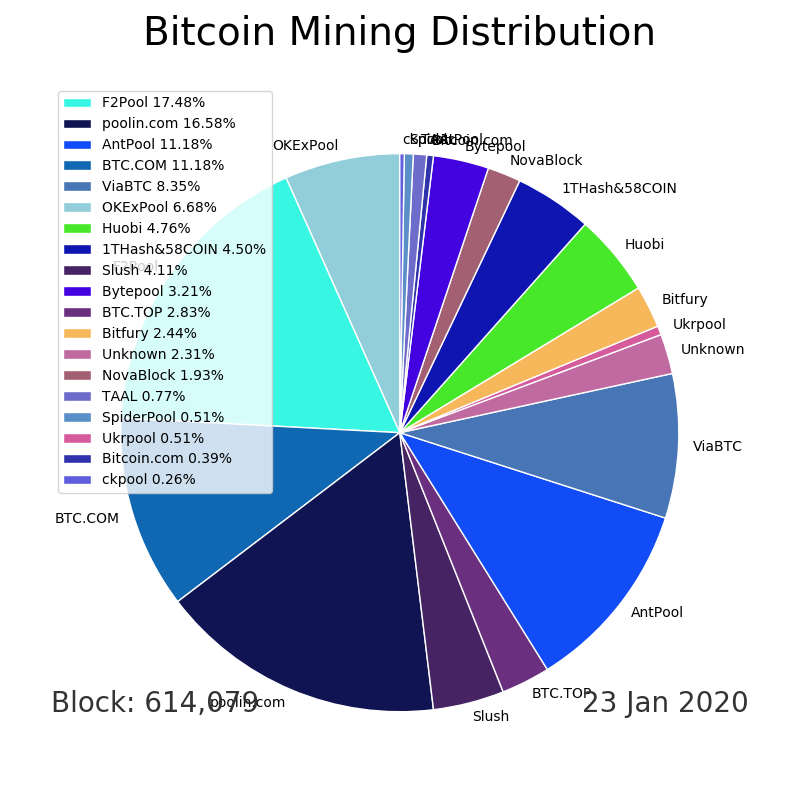 Bitcoin Mining Distribution
F2Pool 17.48%
poolin.com 16.58%
AntPool 11.18%
BTC.COM 11.18%
ViaBTC 8.35%
OKExPool 6.68%
Huobi 4.76%
1THash&58COIN 4.50%
Slush 4.11%
Bytepool 3.21%
BTC.TOP 2.83%
Bitfury 2.44%
Unknown 2.31%
NovaBlock 1.93%
TAAL 0.77%
SpiderPool 0.51%
Ukrpool 0.51%
Bitcoin.com 0.39%
ckpool 0.26%
OKExPool
Bytepool
NovaBlock
1THash&58COIN
Huobi
Bitfury
Ukrpool
Unknown
ViaBTC
AntPool
BTC.TOP
Slush
poolin.com
BTC.COM
F2Pool
Block: 614,079
23 Jan 2020